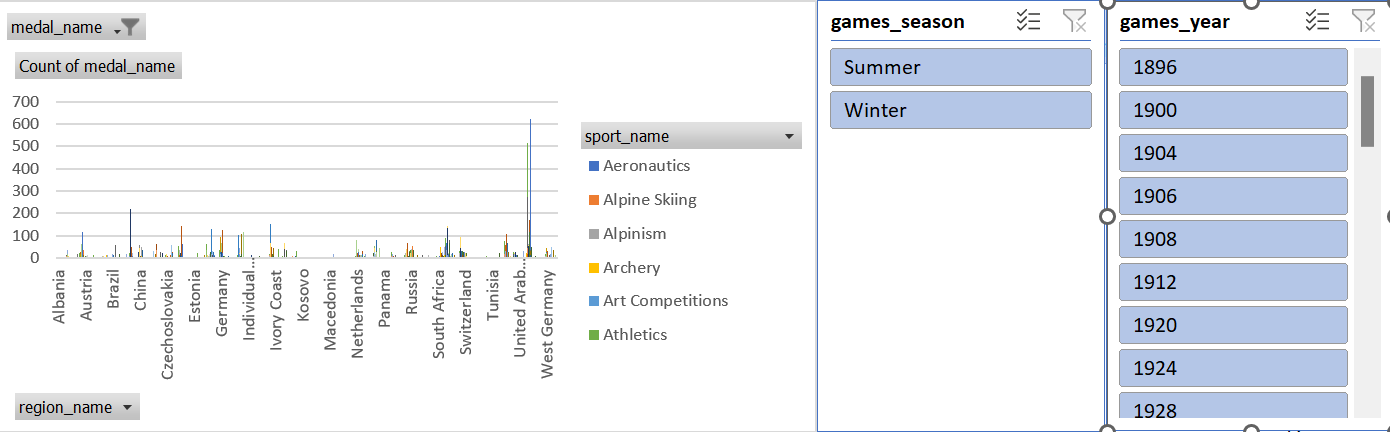 medal_name
Count of medal_name
700
600
500
400
300
200
100
0
Albania
Austria
Brazil
China
Czechoslovakia
Estonia
Germany
Individual...
Ivory Coast
Kosovo
Macedonia
Netherlands
Panama
Russia
South Africa
Switzerland
Tunisia
United Arab...
West Germany
region_name
sport_name
Aeronautics
Alpine Skiing
Alpinism
Archery
Art Competitions
Athletics
games_season
Summer
Winter
games_year
1896
1900
1904
1906
1908
1912
1920
1924
1928